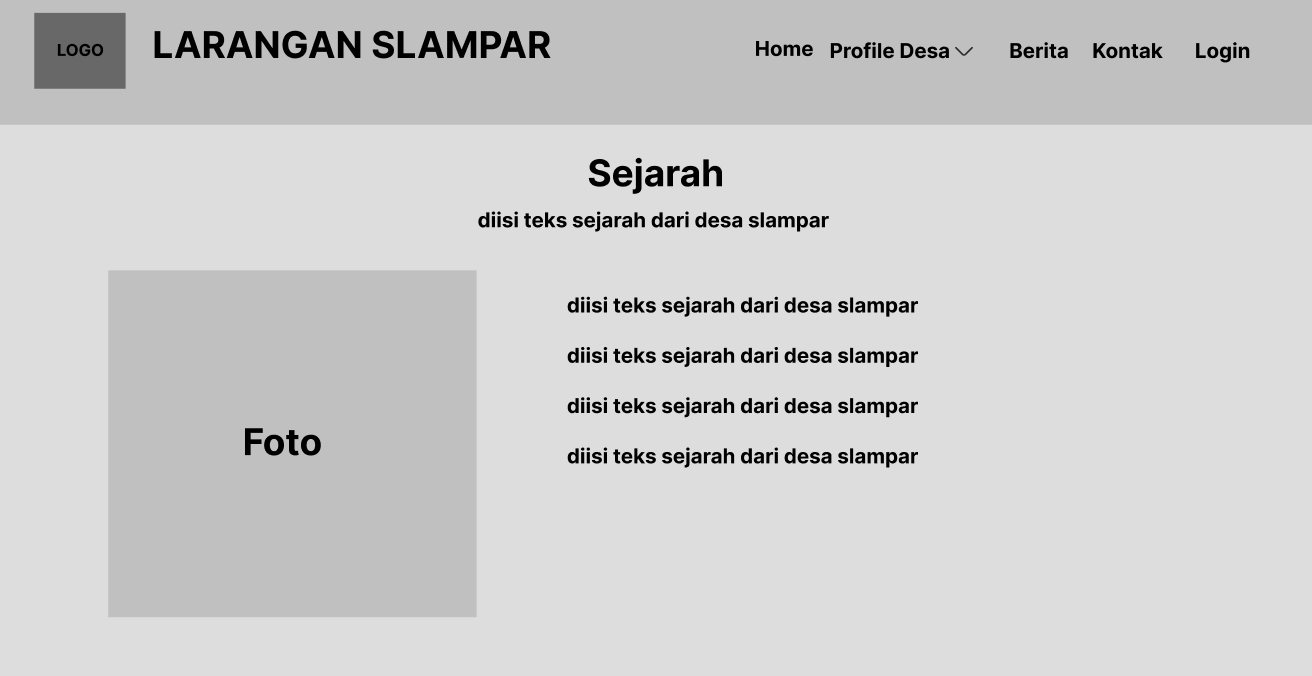 LOGO
LARANGAN SLAMPAR
Home Profile Desa Berita Kontak Login
Sejarah
diisi teks sejarah dari desa slampar
Foto
diisi teks sejarah dari desa slampar
diisi teks sejarah dari desa slampar
diisi teks sejarah dari desa slampar
diisi teks sejarah dari desa slampar